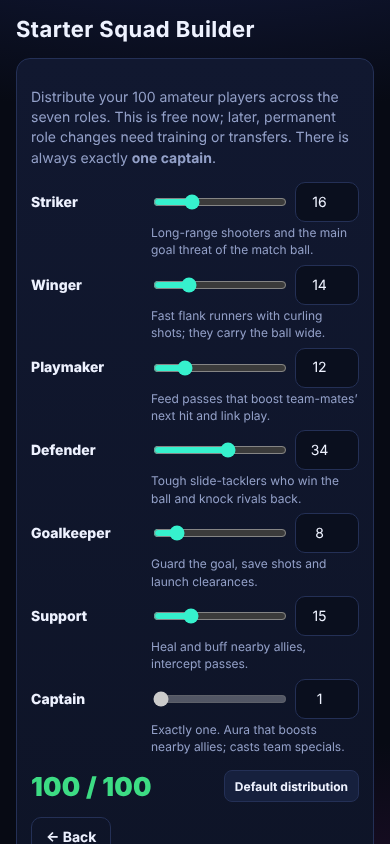 Starter Squad Builder
Distribute your 100 amateur players across the
seven roles. This is free now; later, permanent
role changes need training or transfers. There is
always exactly one captain.
Striker 16
Long-range shooters and the main
goal threat of the match ball.
Winger 14
Fast flank runners with curling
shots; they carry the ball wide.
Playmaker 12
Feed passes that boost team-mates’
next hit and link play.
Defender 34
Tough slide-tacklers who win the
ball and knock rivals back.
Goalkeeper 8
Guard the goal, save shots and
launch clearances.
Support 15
Heal and buff nearby allies,
intercept passes.
Captain 1
Exactly one. Aura that boosts
nearby allies; casts team specials.
100 / 100 Default distribution
← Back